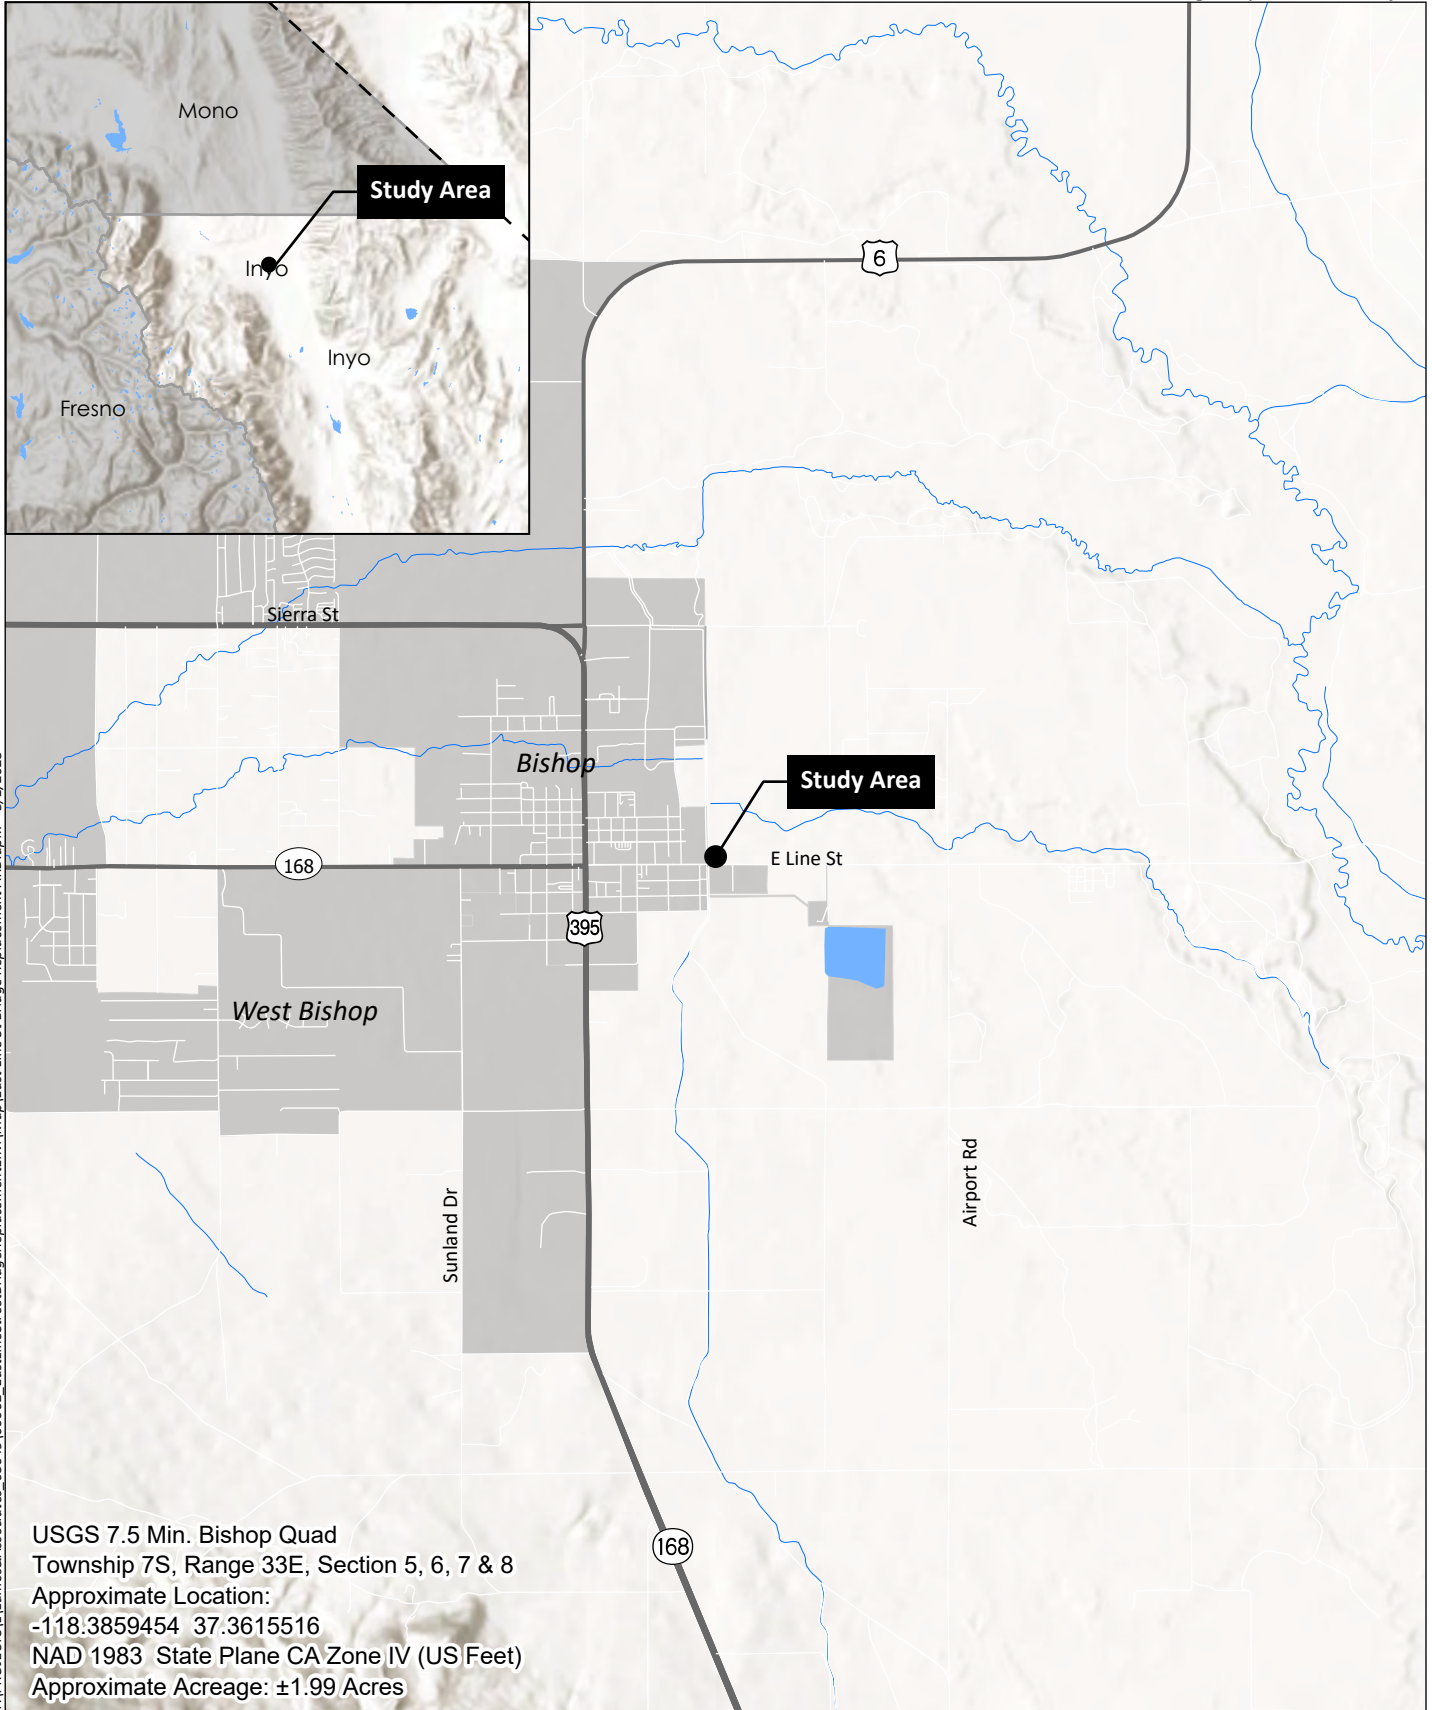 Mono
Study Area
Inyo
Inyo
Fresno
6
Sierra St
Bishop
Study Area
168
E Line St
395
West Bishop
Sunland Dr
Airport Rd
168
USGS 7.5 Min. Bishop Quad
Township 7S, Range 33E, Section 5, 6, 7 & 8
Approximate Location:
-118.3859454 37.3615516
NAD 1983 State Plane CA Zone IV (US Feet)
Approximate Acreage: ±1.99 Acres